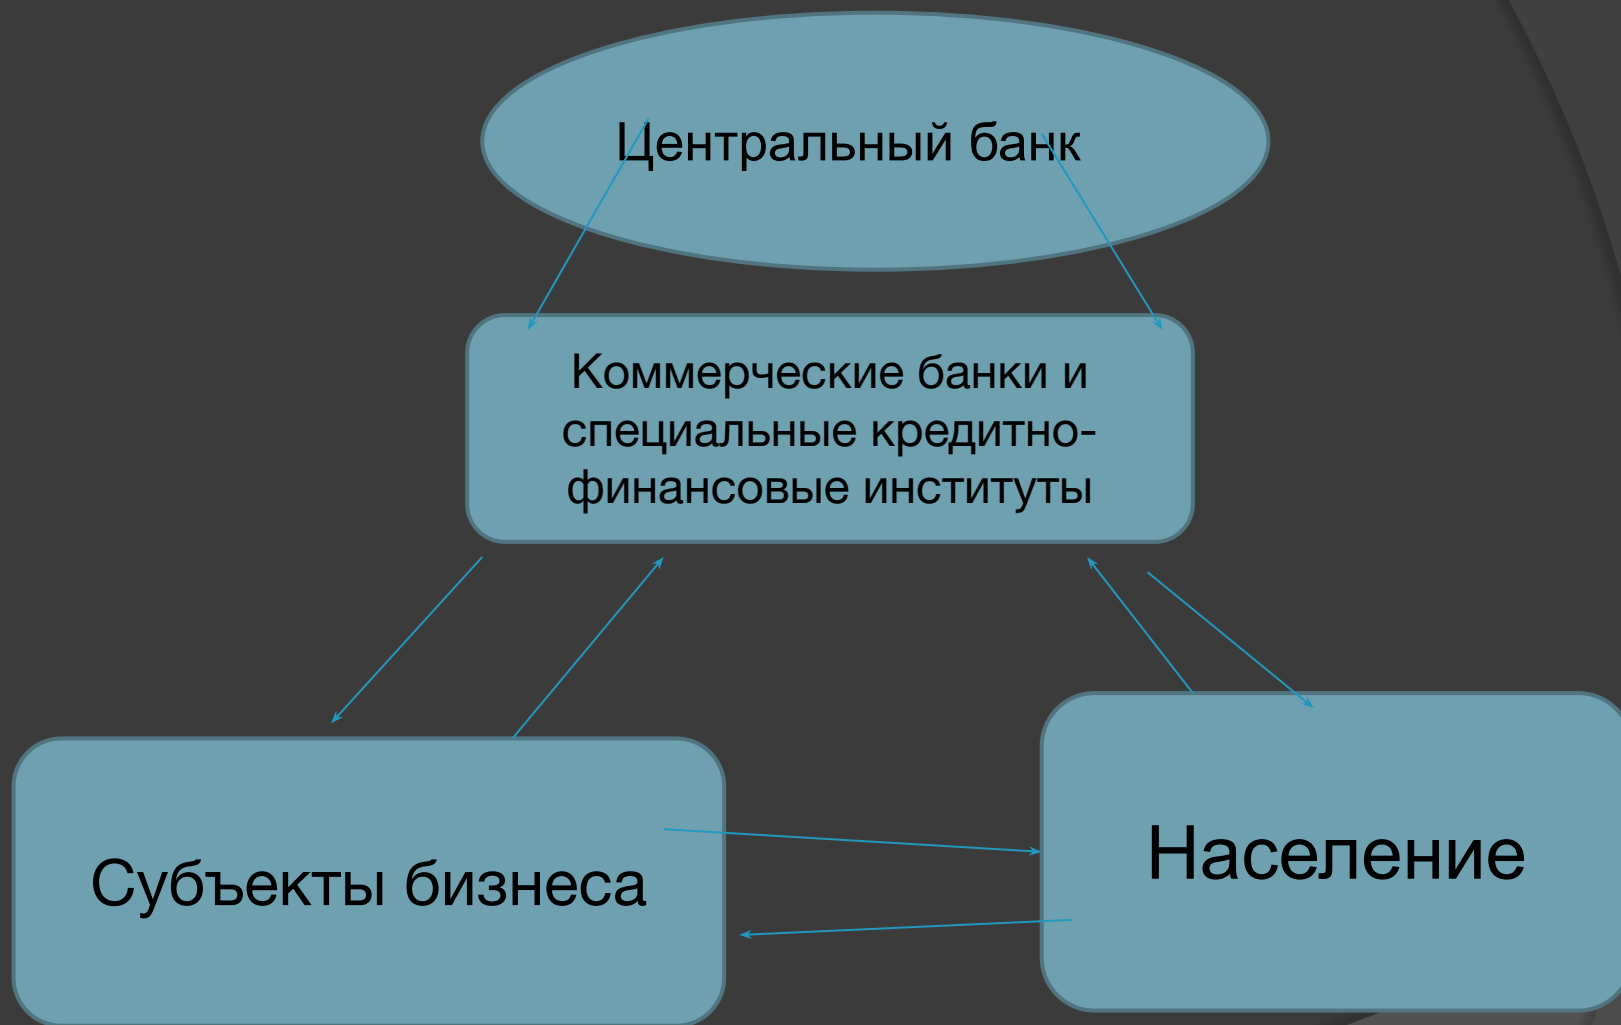 Центральный банк
Коммерческие банки и
специальные кредитно-
финансовые институты
Субъекты бизнеса
Население